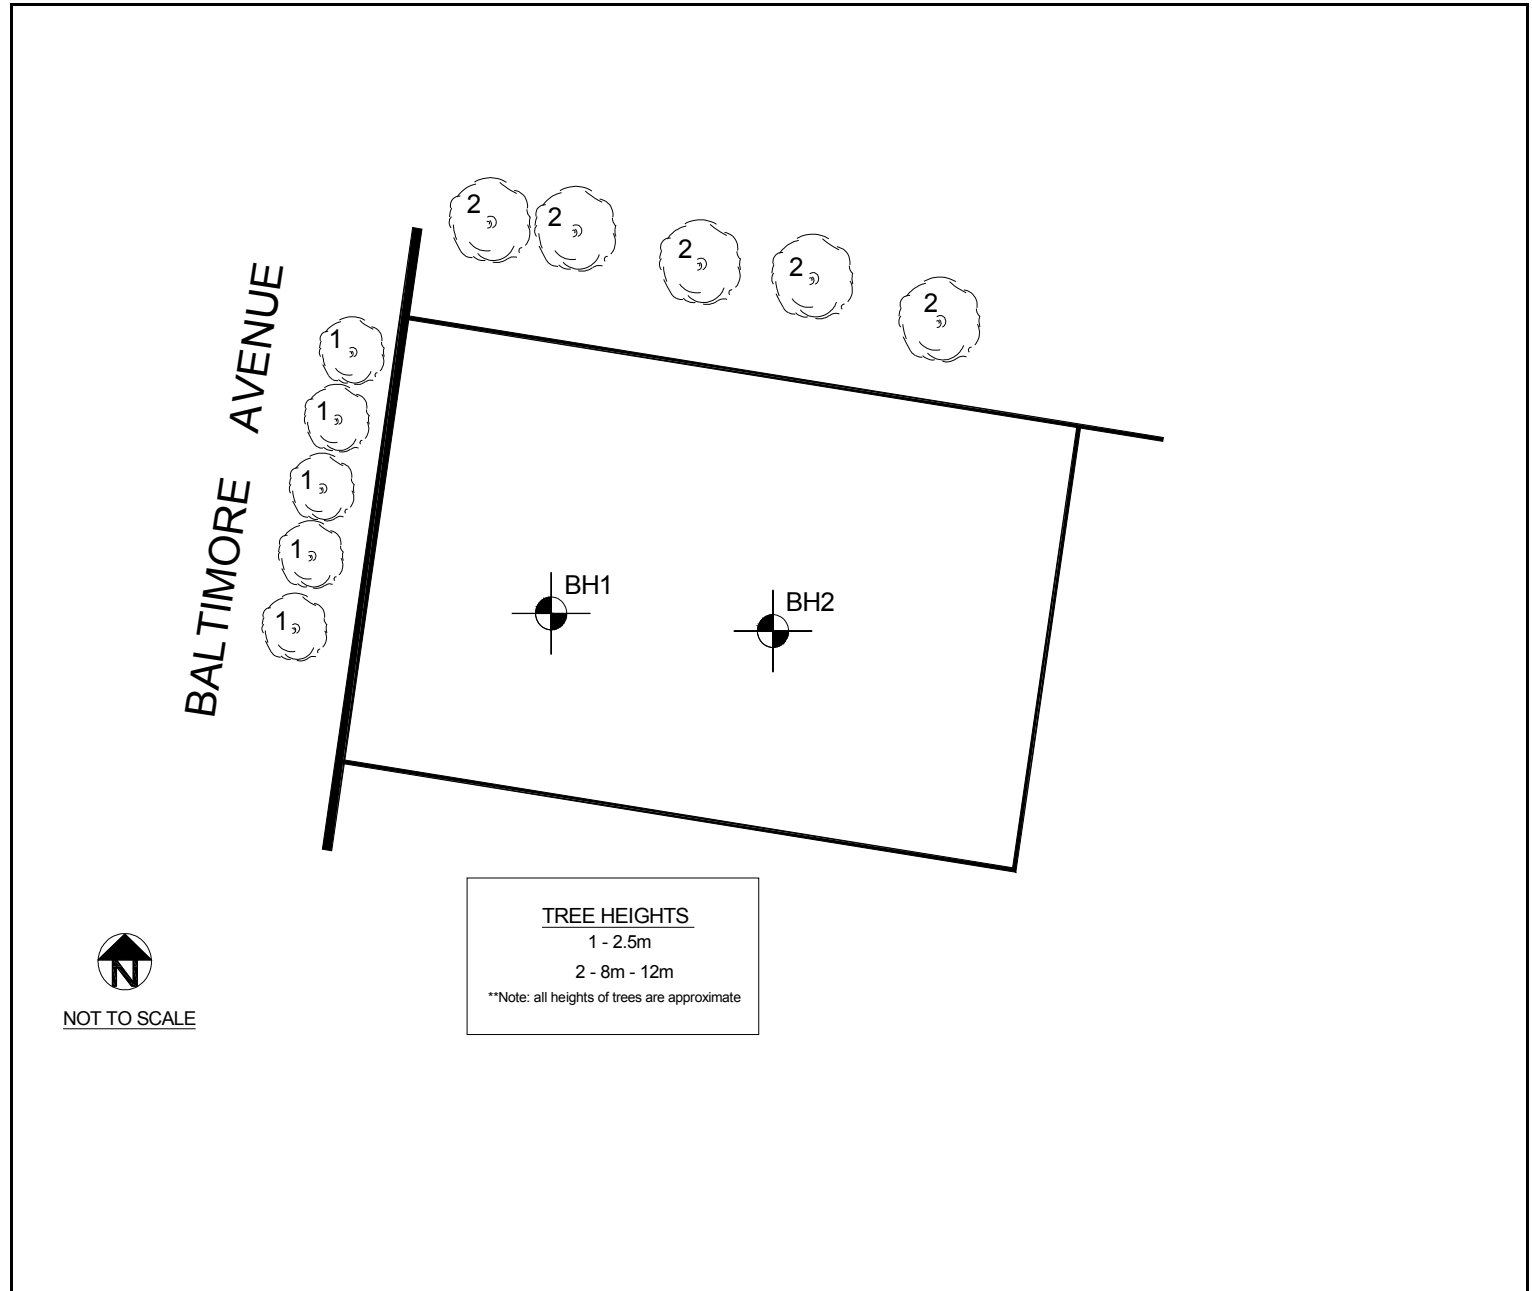 2
2
2
2
2
BALTIMORE AVENUE
1
1
1
1
1
BH1
BH2
TREE HEIGHTS
1 - 2.5m
2 - 8m - 12m
**Note: all heights of trees are approximate
N
NOT TO SCALE